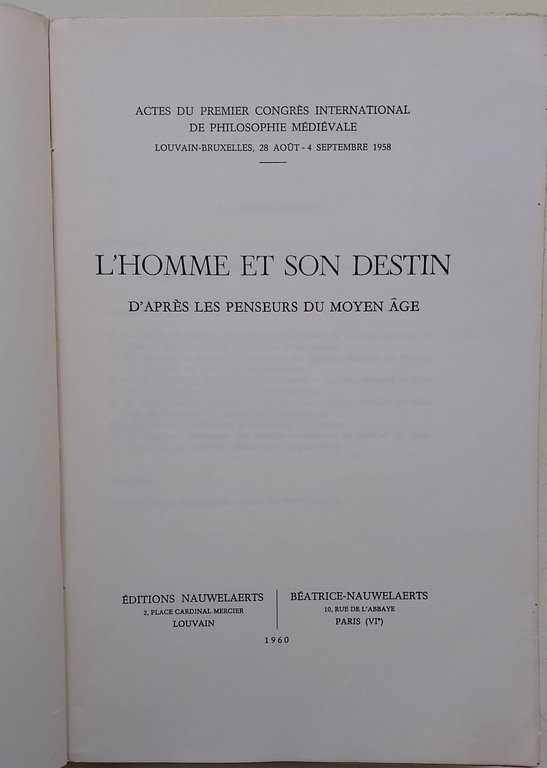 ACTES DU PREMIER CONGRÈS INTERNATIONAL
DE PHILOSOPHIE MÉDIÉVALE
LOUVAIN-BRUXELLES, 28 AOÛT - 4 SEPTEMBRE 1958
L'HOMME ET SON DESTIN
D'APRÈS LES PENSEURS DU MOYEN ÂGE
ÉDITIONS NAUWELAERTS
2, PLACE CARDINAL MERCIER
LOUVAIN
BÉATRICE-NAUWELAERTS
10, RUE DE L'ABBAYE
PARIS (VIe)
1960